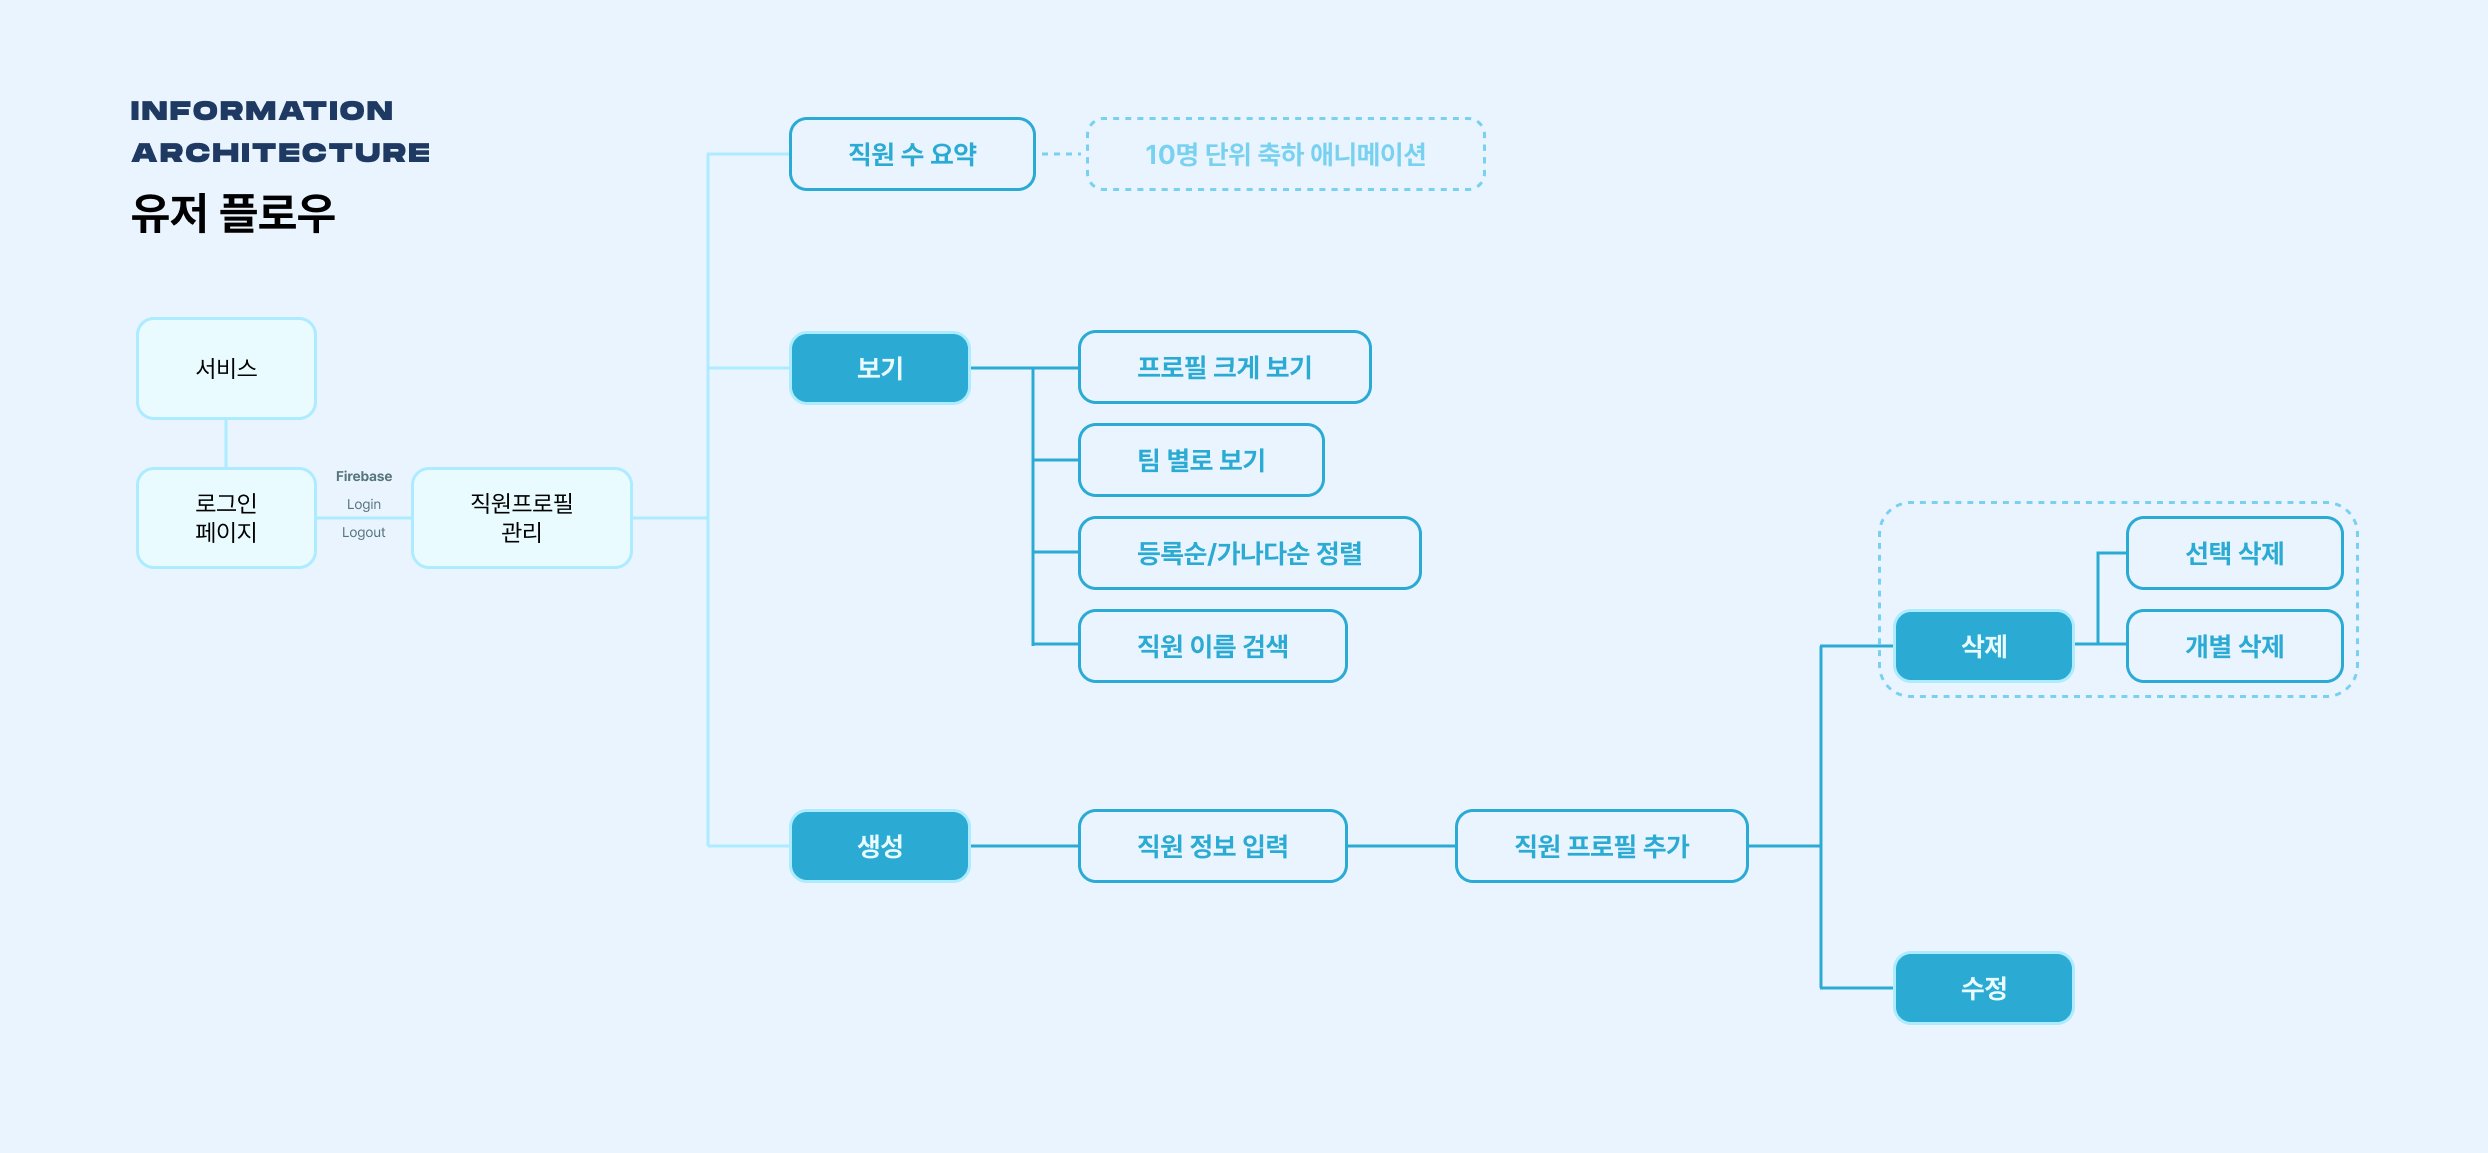 INFORMATION
ARCHITECTURE
유저 플로우
서비스
로그인
페이지
Firebase
Login
Logout
직원프로필
관리
직원 수 요약
10명 단위 축하 애니메이션
보기
프로필 크게 보기
팀 별로 보기
등록순/가나다순 정렬
직원 이름 검색
생성
직원 정보 입력
직원 프로필 추가
삭제
선택 삭제
개별 삭제
수정